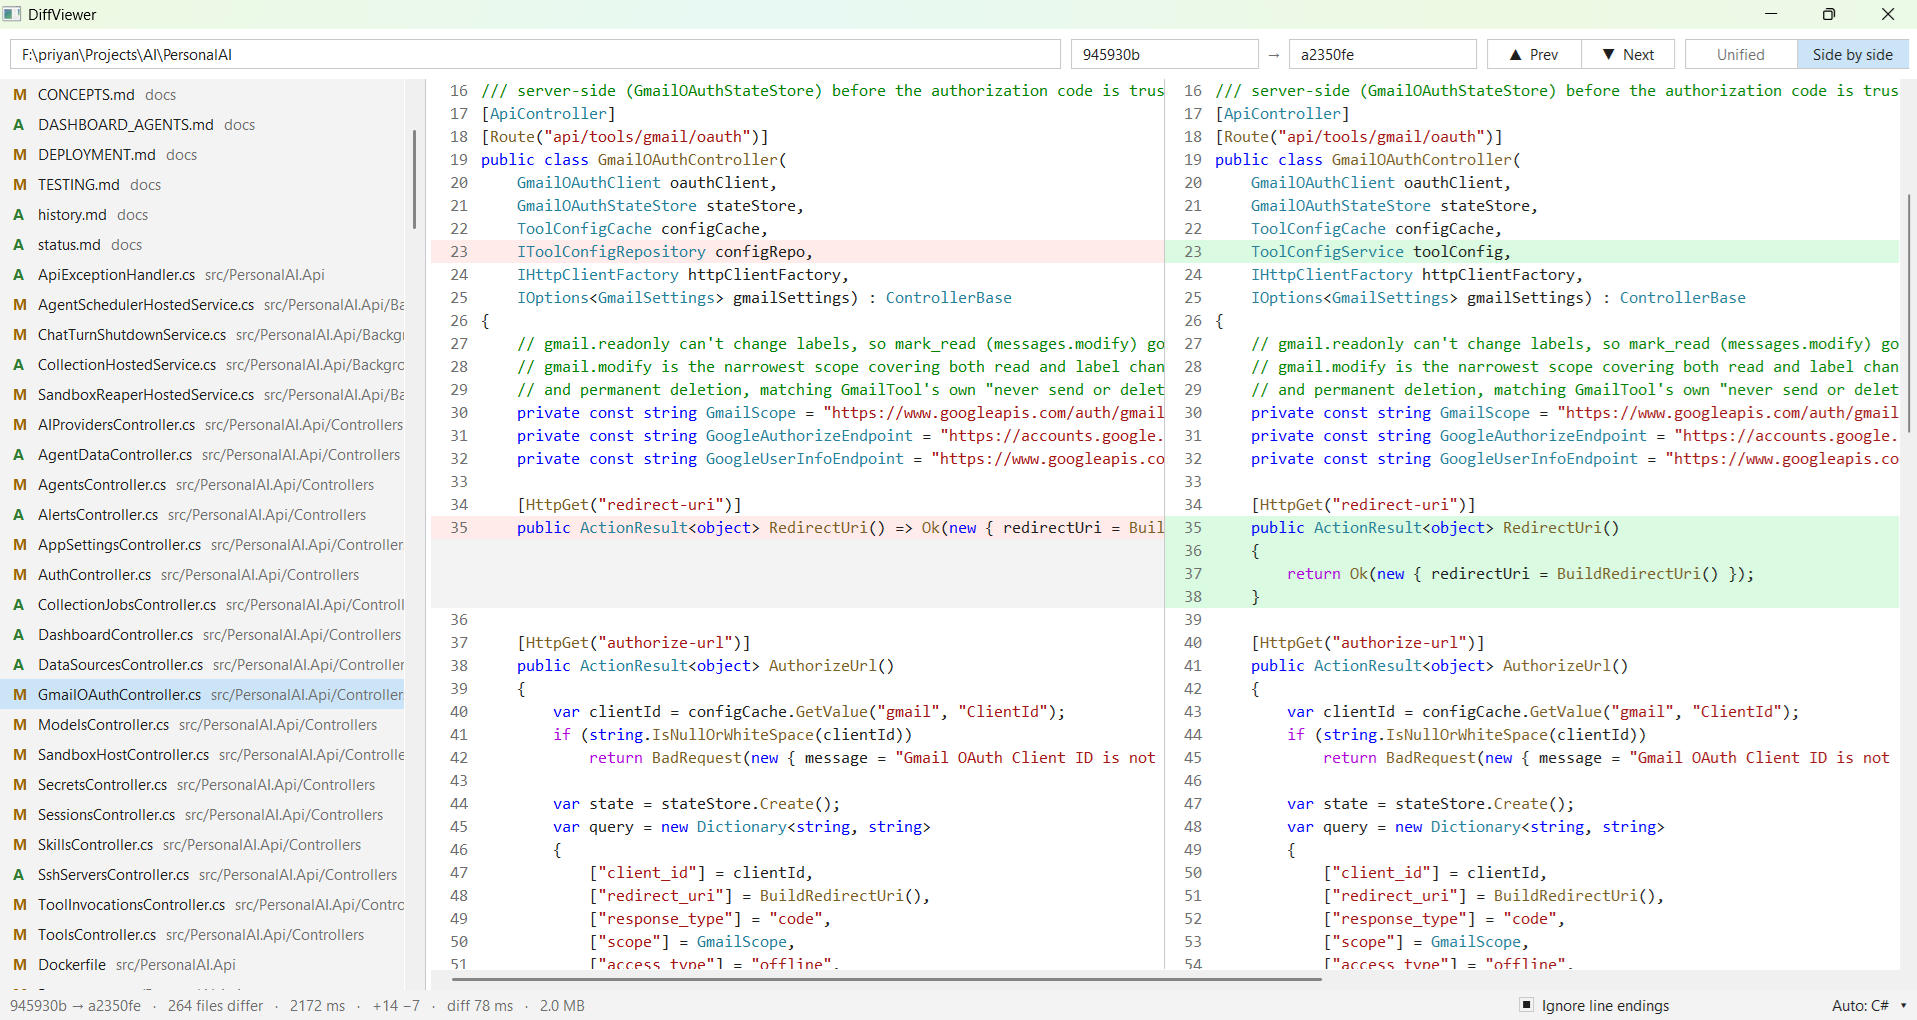 DiffViewer
F:\priyan\Projects\AI\PersonalAI
945930b → a2350fe
▲ Prev ▼ Next
Unified Side by side
M CONCEPTS.md docs
A DASHBOARD_AGENTS.md docs
M DEPLOYMENT.md docs
M TESTING.md docs
A history.md docs
A status.md docs
A ApiExceptionHandler.cs src/PersonalAI.Api
M AgentSchedulerHostedService.cs src/PersonalAI.Api/Ba
M ChatTurnShutdownService.cs src/PersonalAI.Api/Backgr
A CollectionHostedService.cs src/PersonalAI.Api/Backgro
M SandboxReaperHostedService.cs src/PersonalAI.Api/Ba
M AIProvidersController.cs src/PersonalAI.Api/Controllers
A AgentDataController.cs src/PersonalAI.Api/Controllers
M AgentsController.cs src/PersonalAI.Api/Controllers
A AlertsController.cs src/PersonalAI.Api/Controllers
M AppSettingsController.cs src/PersonalAI.Api/Controller
M AuthController.cs src/PersonalAI.Api/Controllers
A CollectionJobsController.cs src/PersonalAI.Api/Controll
A DashboardController.cs src/PersonalAI.Api/Controllers
A DataSourcesController.cs src/PersonalAI.Api/Controller
M GmailOAuthController.cs src/PersonalAI.Api/Controller
M ModelsController.cs src/PersonalAI.Api/Controllers
M SandboxHostController.cs src/PersonalAI.Api/Controlle
M SecretsController.cs src/PersonalAI.Api/Controllers
M SessionsController.cs src/PersonalAI.Api/Controllers
M SkillsController.cs src/PersonalAI.Api/Controllers
A SshServersController.cs src/PersonalAI.Api/Controllers
M ToolInvocationsController.cs src/PersonalAI.Api/Contro
M ToolsController.cs src/PersonalAI.Api/Controllers
M Dockerfile src/PersonalAI.Api
16 /// server-side (GmailOAuthStateStore) before the authorization code is trus
17 [ApiController]
18 [Route("api/tools/gmail/oauth")]
19 public class GmailOAuthController(
20 GmailOAuthClient oauthClient,
21 GmailOAuthStateStore stateStore,
22 ToolConfigCache configCache,
23 IToolConfigRepository configRepo,
24 IHttpClientFactory httpClientFactory,
25 IOptions<GmailSettings> gmailSettings) : ControllerBase
26 {
27 // gmail.readonly can't change labels, so mark_read (messages.modify) go
28 // gmail.modify is the narrowest scope covering both read and label chan
29 // and permanent deletion, matching GmailTool's own "never send or delet
30 private const string GmailScope = "https://www.googleapis.com/auth/gmail
31 private const string GoogleAuthorizeEndpoint = "https://accounts.google.
32 private const string GoogleUserInfoEndpoint = "https://www.googleapis.co
33
34 [HttpGet("redirect-uri")]
35 public ActionResult<object> RedirectUri() => Ok(new { redirectUri = Buil
36
37 [HttpGet("authorize-url")]
38 public ActionResult<object> AuthorizeUrl()
39 {
40 var clientId = configCache.GetValue("gmail", "ClientId");
41 if (string.IsNullOrWhiteSpace(clientId))
42 return BadRequest(new { message = "Gmail OAuth Client ID is not
43
44 var state = stateStore.Create();
45 var query = new Dictionary<string, string>
46 {
47 ["client_id"] = clientId,
48 ["redirect_uri"] = BuildRedirectUri(),
49 ["response_type"] = "code",
50 ["scope"] = GmailScope,
51 ["access_type"] = "offline",
16 /// server-side (GmailOAuthStateStore) before the authorization code is trus
17 [ApiController]
18 [Route("api/tools/gmail/oauth")]
19 public class GmailOAuthController(
20 GmailOAuthClient oauthClient,
21 GmailOAuthStateStore stateStore,
22 ToolConfigCache configCache,
23 ToolConfigService toolConfig,
24 IHttpClientFactory httpClientFactory,
25 IOptions<GmailSettings> gmailSettings) : ControllerBase
26 {
27 // gmail.readonly can't change labels, so mark_read (messages.modify) go
28 // gmail.modify is the narrowest scope covering both read and label chan
29 // and permanent deletion, matching GmailTool's own "never send or delet
30 private const string GmailScope = "https://www.googleapis.com/auth/gmail
31 private const string GoogleAuthorizeEndpoint = "https://accounts.google.
32 private const string GoogleUserInfoEndpoint = "https://www.googleapis.co
33
34 [HttpGet("redirect-uri")]
35 public ActionResult<object> RedirectUri()
36 {
37 return Ok(new { redirectUri = BuildRedirectUri() });
38 }
39
40 [HttpGet("authorize-url")]
41 public ActionResult<object> AuthorizeUrl()
42 {
43 var clientId = configCache.GetValue("gmail", "ClientId");
44 if (string.IsNullOrWhiteSpace(clientId))
45 return BadRequest(new { message = "Gmail OAuth Client ID is not
46
47 var state = stateStore.Create();
48 var query = new Dictionary<string, string>
49 {
50 ["client_id"] = clientId,
51 ["redirect_uri"] = BuildRedirectUri(),
52 ["response_type"] = "code",
53 ["scope"] = GmailScope,
54 ["access_type"] = "offline",
945930b → a2350fe · 264 files differ · 2172 ms · +14 −7 · diff 78 ms · 2.0 MB
Ignore line endings
Auto: C#